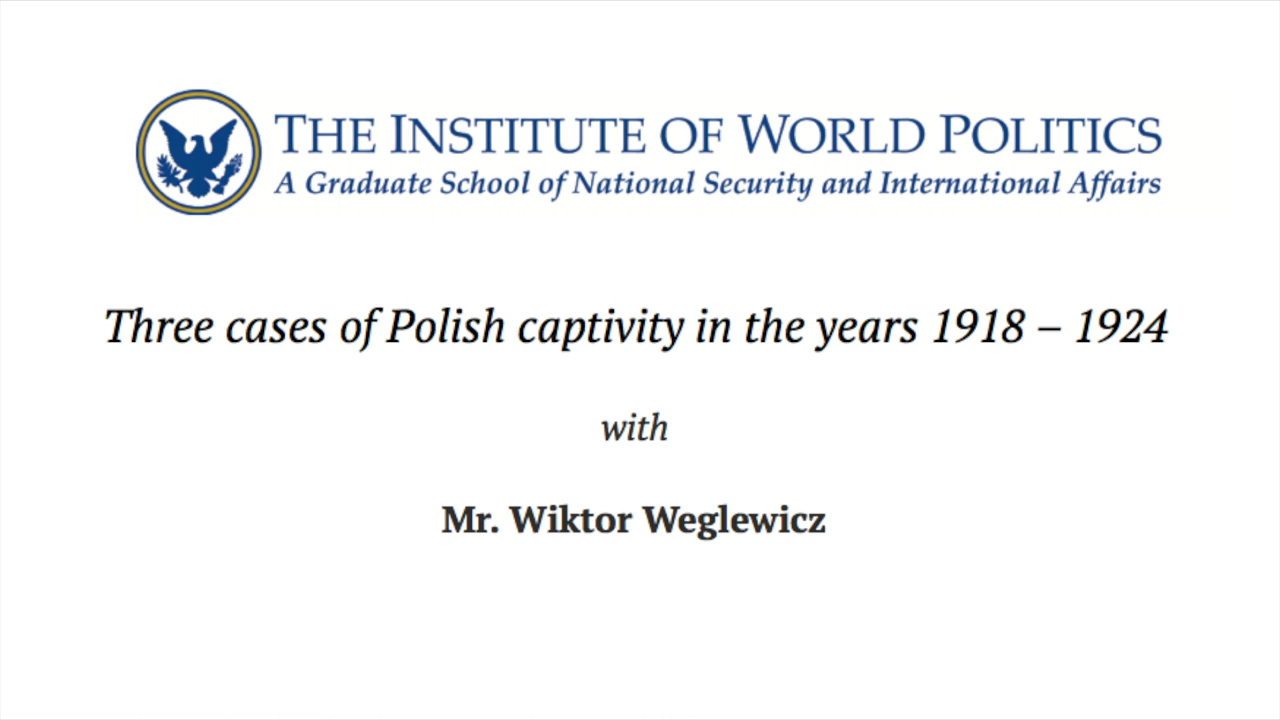 THE INSTITUTE OF WORLD POLITICS
A Graduate School of National Security and International Affairs
Three cases of Polish captivity in the years 1918 – 1924
with
Mr. Wiktor Weglewicz